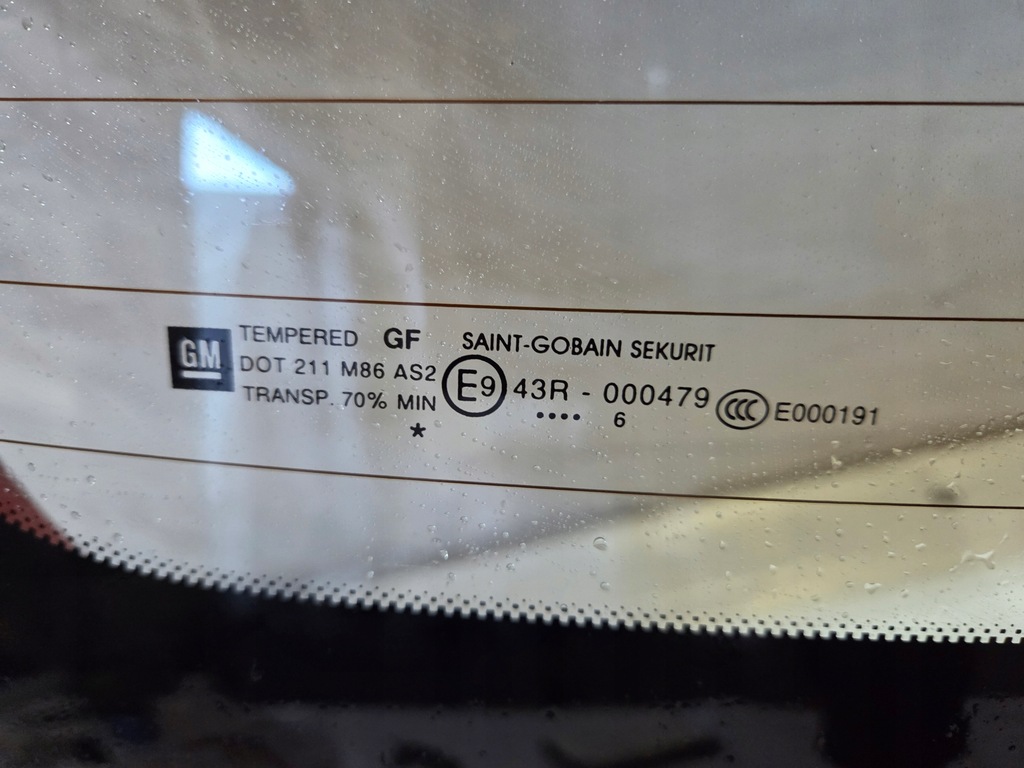 GM
TEMPERED GF SAINT-GOBAIN SEKURIT
DOT 211 M86 AS2 E9 43R - 000479 CCC E000191
TRANSP. 70% MIN •••• 6
*